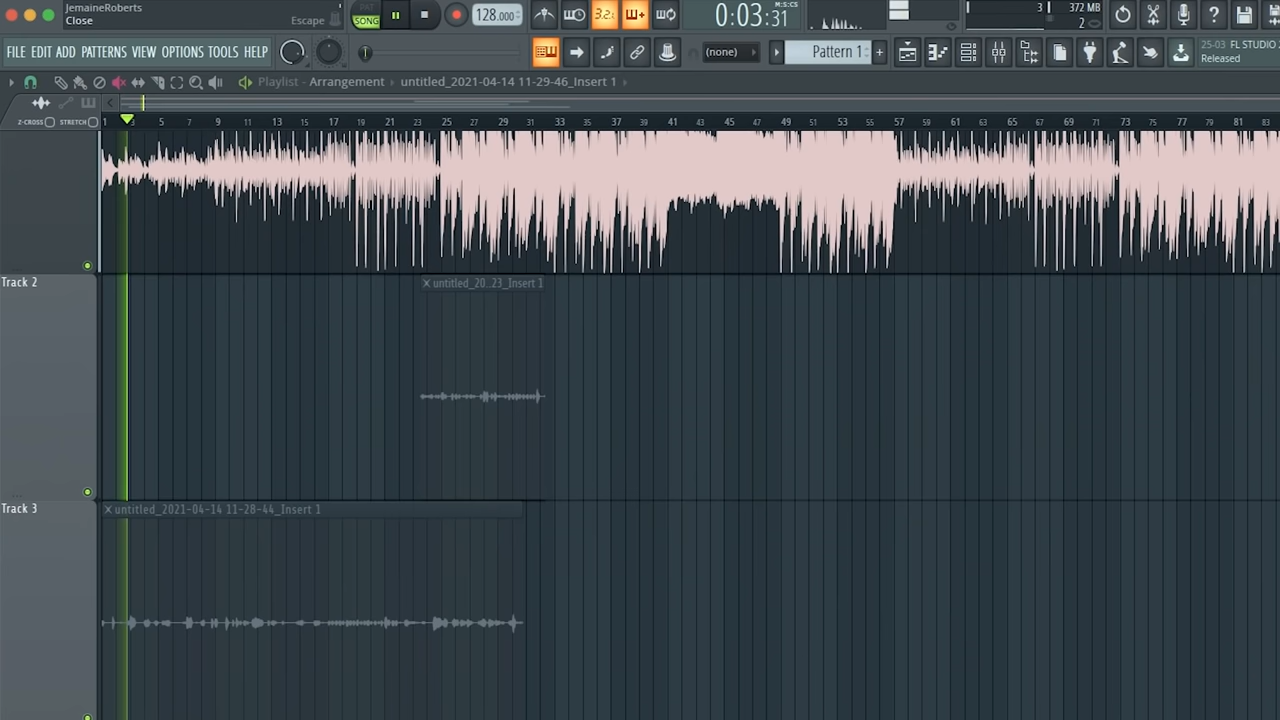 JemaineRoberts
Close
Escape
PAT
SONG
128.000
3.2:
0:03:31
M:S:CS
3
372 MB
2
FILE EDIT ADD PATTERNS VIEW OPTIONS TOOLS HELP
(none)
Pattern 1
+
25-03 FL STUDIO
Released
Playlist - Arrangement › untitled_2021-04-14 11-29-46_Insert 1 ›
Z-CROSS STRETCH
1 3 5 7 9 11 13 15 17 19 21 23 25 27 29 31 33 35 37 39 41 43 45 47 49 51 53 55 57 59 61 63 65 67 69 71 73 75 77 79 81 83
Track 2
untitled_20..23_Insert 1
Track 3
untitled_2021-04-14 11-28-44_Insert 1